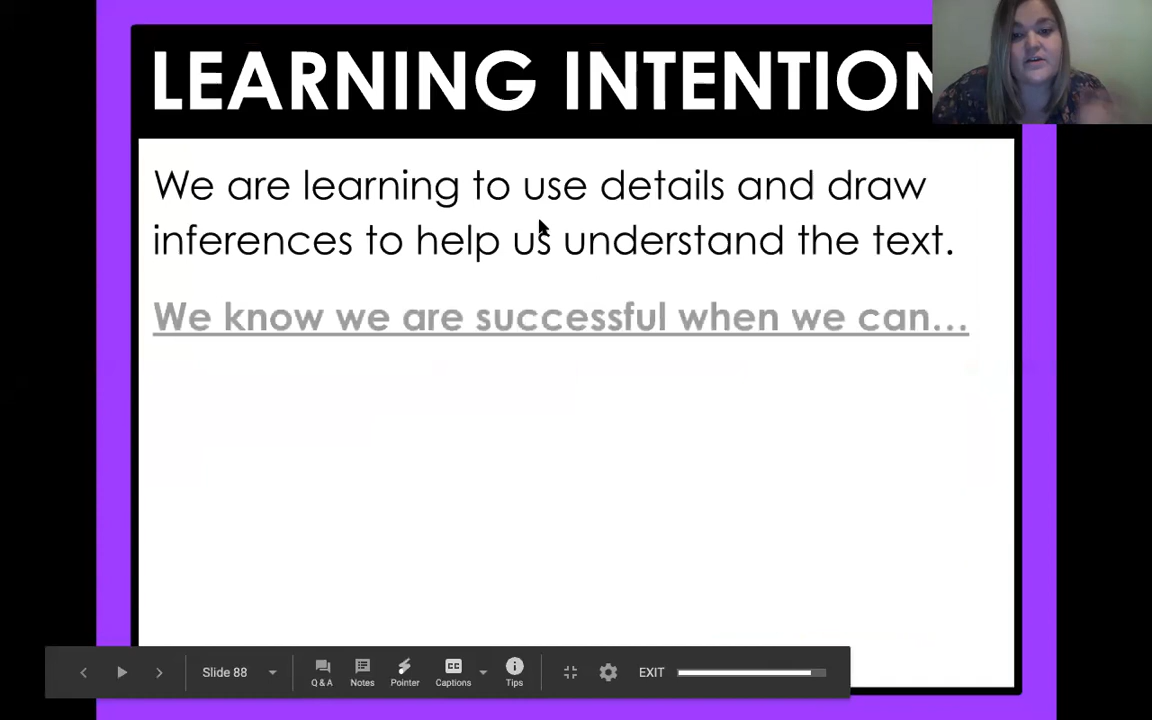 LEARNING INTENTION
We are learning to use details and draw
inferences to help us understand the text.
We know we are successful when we can...
Slide 88
Q & A
Notes
Pointer
CC
Captions
Tips
EXIT